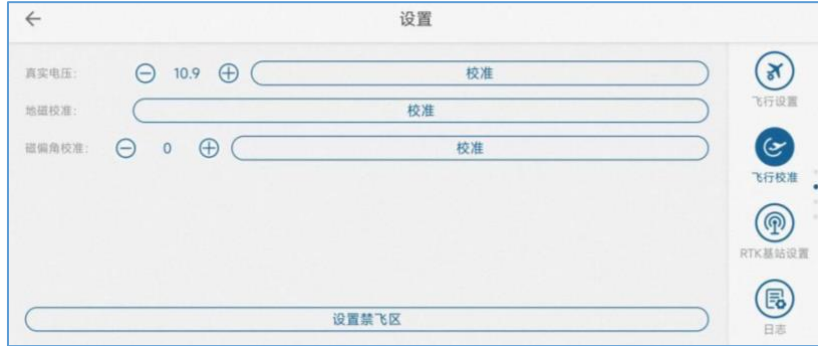 设置
真实电压: 10.9 校准
地磁校准: 校准
磁偏角校准: 0 校准
设置禁飞区
飞行设置
飞行校准
RTK基站设置
日志